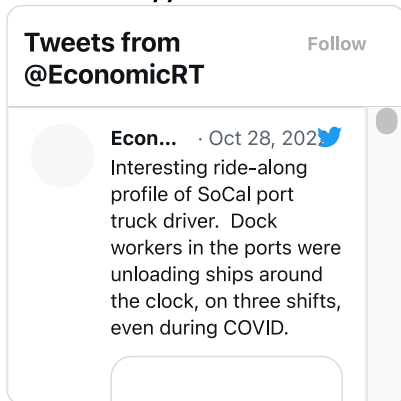 Tweets from
Follow
@EconomicRT
Econ... · Oct 28, 202
Interesting ride-along
profile of SoCal port
truck driver. Dock
workers in the ports were
unloading ships around
the clock, on three shifts,
even during COVID.